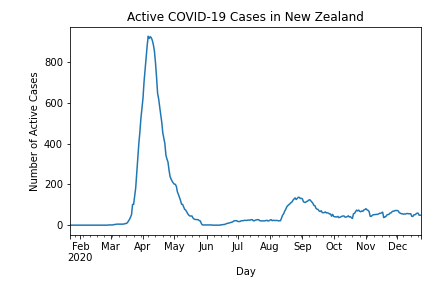 Active COVID-19 Cases in New Zealand
Number of Active Cases
800
600
400
200
0
Feb Mar Apr May Jun Jul Aug Sep Oct Nov Dec
2020
Day